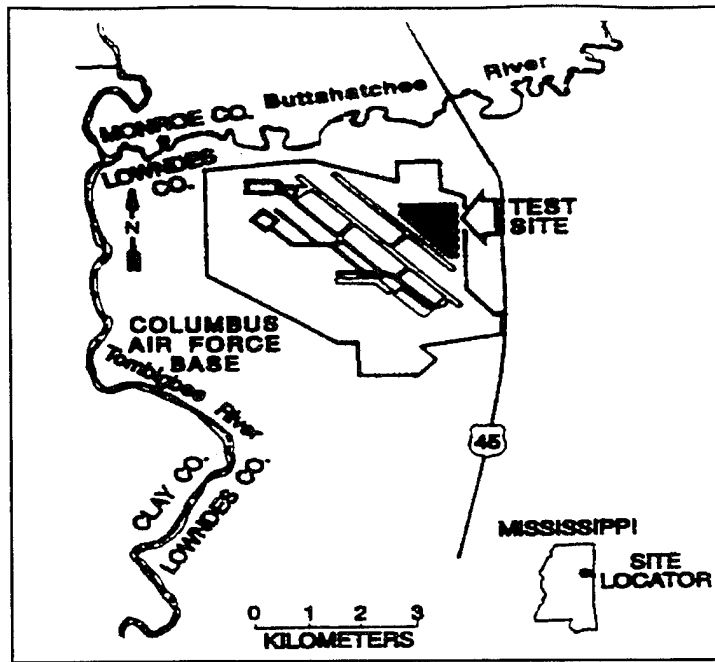 Buttahatchee River
MONROE CO.
LOWNDES
CO.
N
TEST
SITE
COLUMBUS
AIR FORCE
BASE
Tombigbee River
45
CLAY CO.
LOWNDES CO.
MISSISSIPPI
SITE
LOCATOR
0 1 2 3
KILOMETERS